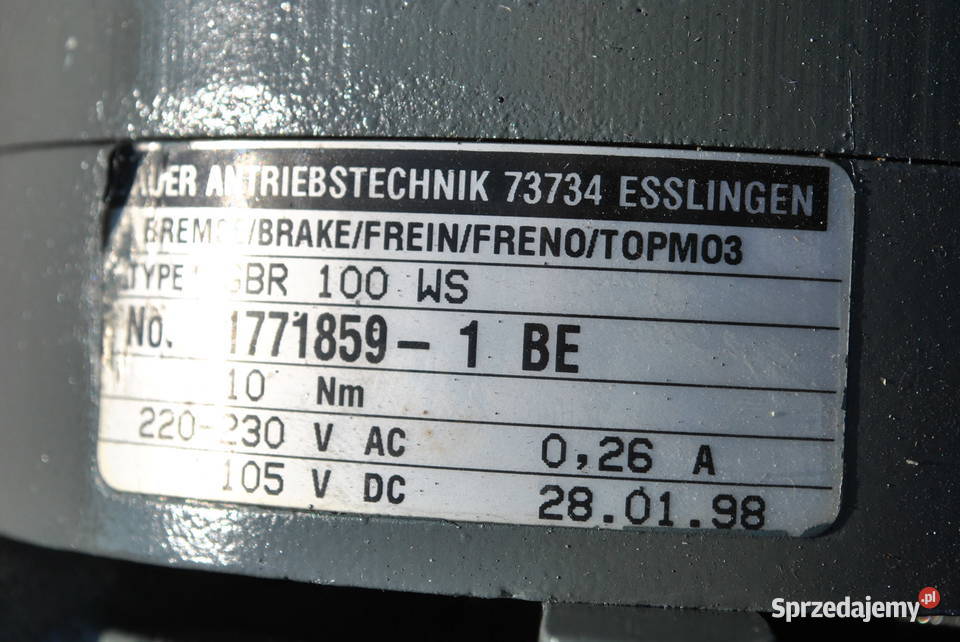 ANTRIEBSTECHNIK 73734 ESSLINGEN
/BRAKE/FREIN/FRENO/TOPMO3
TYPE 100 WS
No. 1771859-1 BE
10 Nm
220-230 V AC 0,26 A
105 V DC 28.01.98
Sprzedajemy.pl